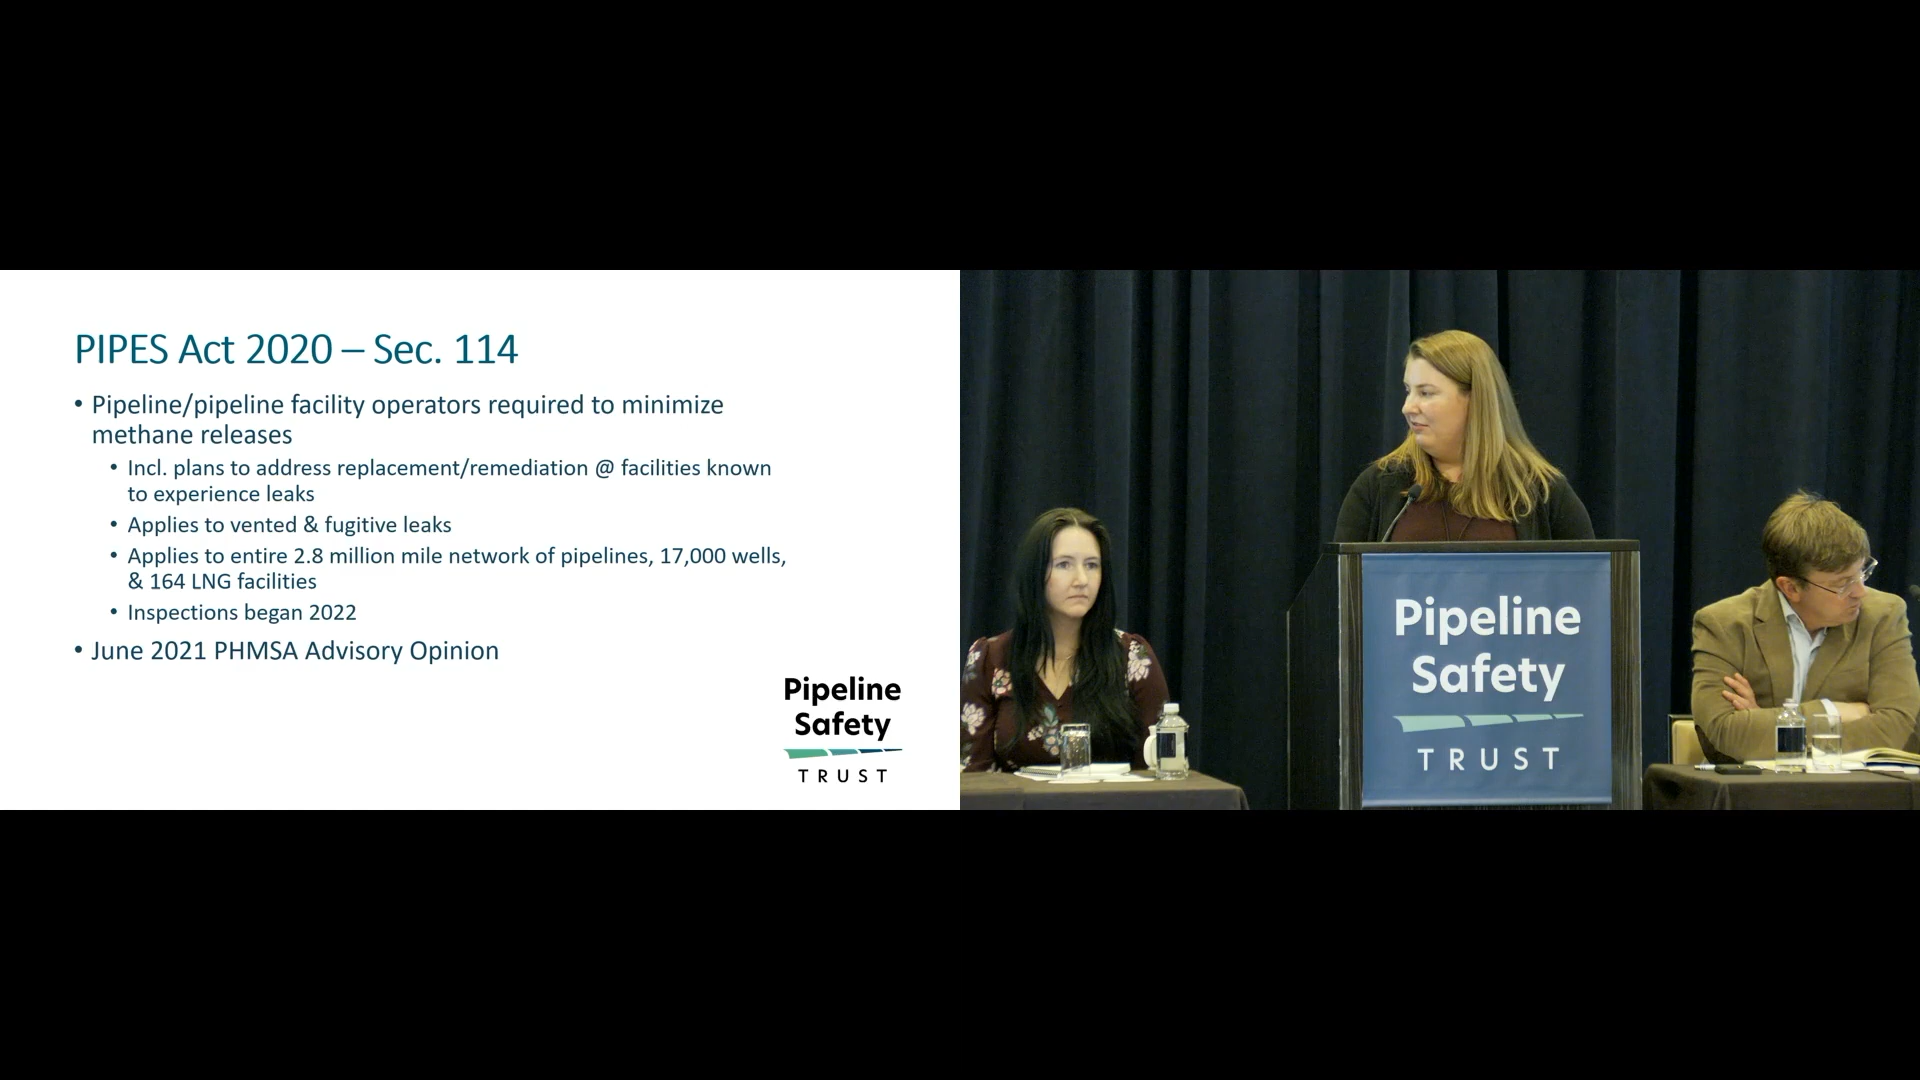 PIPES Act 2020 – Sec. 114
• Pipeline/pipeline facility operators required to minimize
methane releases
• Incl. plans to address replacement/remediation @ facilities known
to experience leaks
• Applies to vented & fugitive leaks
• Applies to entire 2.8 million mile network of pipelines, 17,000 wells,
& 164 LNG facilities
• Inspections began 2022
• June 2021 PHMSA Advisory Opinion
Pipeline
Safety
TRUST
Pipeline
Safety
TRUST